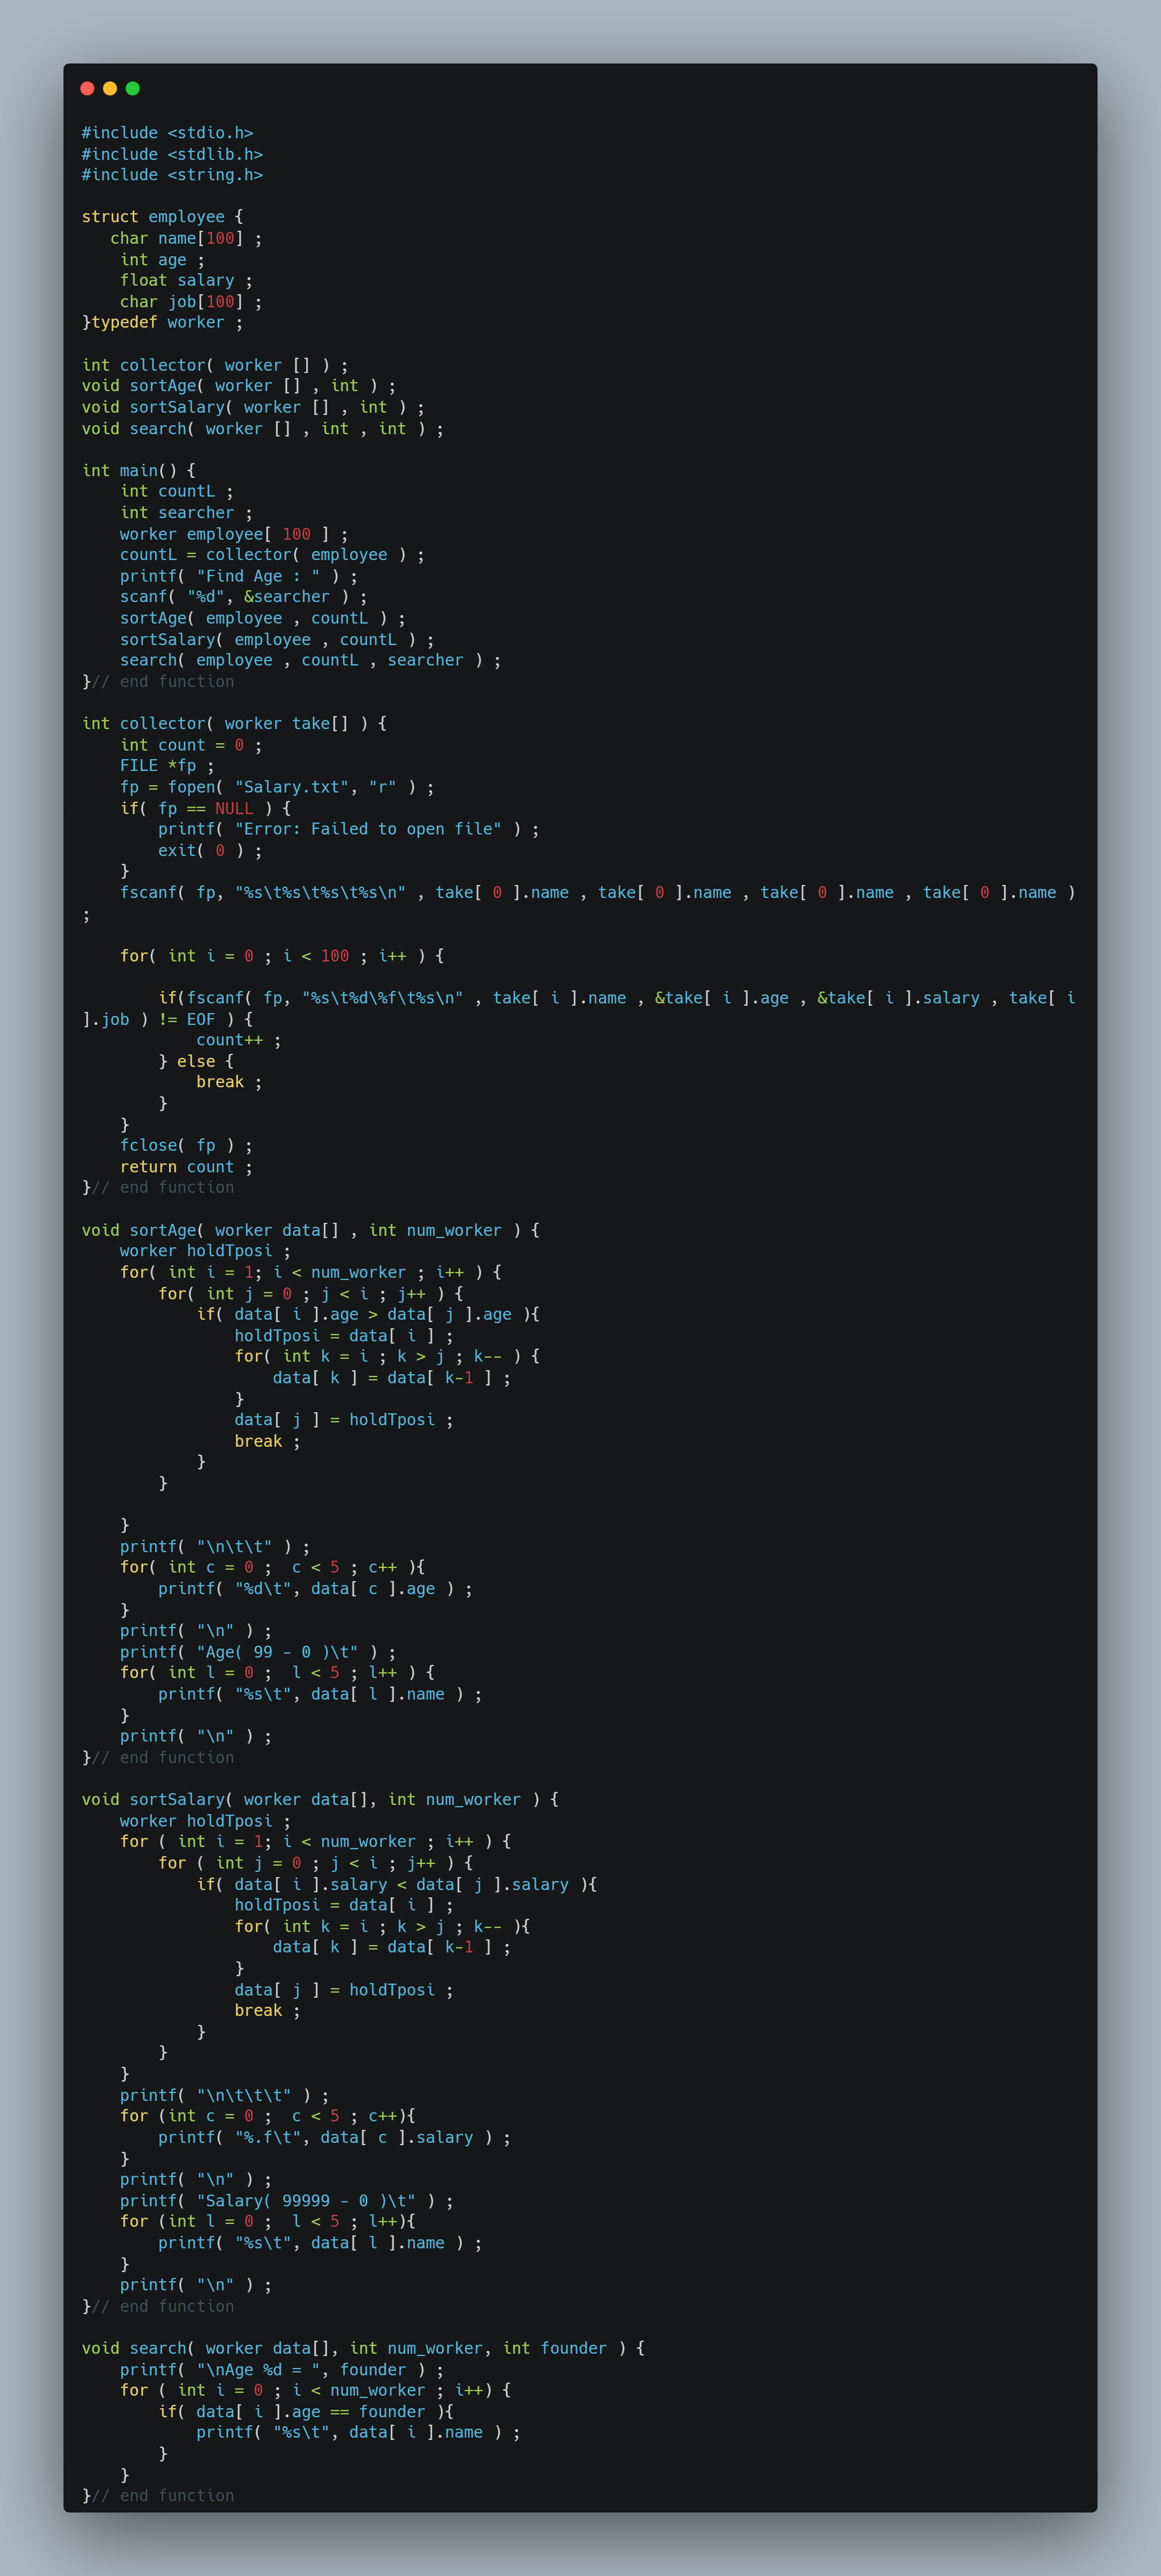 #include <stdio.h>
#include <stdlib.h>
#include <string.h>

struct employee {
   char name[100] ;
    int age ;
    float salary ;
    char job[100] ;
}typedef worker ;

int collector( worker [] ) ;
void sortAge( worker [] , int ) ;
void sortSalary( worker [] , int ) ;
void search( worker [] , int , int ) ;

int main() {
    int countL ;
    int searcher ;
    worker employee[ 100 ] ;
    countL = collector( employee ) ;
    printf( "Find Age : " ) ;
    scanf( "%d", &searcher ) ;
    sortAge( employee , countL ) ;
    sortSalary( employee , countL ) ;
    search( employee , countL , searcher ) ;
}// end function

int collector( worker take[] ) {
    int count = 0 ;
    FILE *fp ;
    fp = fopen( "Salary.txt", "r" ) ;
    if( fp == NULL ) {
        printf( "Error: Failed to open file" ) ;
        exit( 0 ) ;
    }
    fscanf( fp, "%s\t%s\t%s\t%s\n" , take[ 0 ].name , take[ 0 ].name , take[ 0 ].name , take[ 0 ].name )
;

    for( int i = 0 ; i < 100 ; i++ ) {

        if(fscanf( fp, "%s\t%d\%f\t%s\n" , take[ i ].name , &take[ i ].age , &take[ i ].salary , take[ i
].job ) != EOF ) {
            count++ ;
        } else {
            break ;
        }
    }
    fclose( fp ) ;
    return count ;
}// end function

void sortAge( worker data[] , int num_worker ) {
    worker holdTposi ;
    for( int i = 1; i < num_worker ; i++ ) {
        for( int j = 0 ; j < i ; j++ ) {
            if( data[ i ].age > data[ j ].age ){
                holdTposi = data[ i ] ;
                for( int k = i ; k > j ; k-- ) {
                    data[ k ] = data[ k-1 ] ;
                }
                data[ j ] = holdTposi ;
                break ;
            }
        }

    }
    printf( "\n\t\t" ) ;
    for( int c = 0 ;  c < 5 ; c++ ){
        printf( "%d\t", data[ c ].age ) ;
    }
    printf( "\n" ) ;
    printf( "Age( 99 - 0 )\t" ) ;
    for( int l = 0 ;  l < 5 ; l++ ) {
        printf( "%s\t", data[ l ].name ) ;
    }
    printf( "\n" ) ;
}// end function

void sortSalary( worker data[], int num_worker ) {
    worker holdTposi ;
    for ( int i = 1; i < num_worker ; i++ ) {
        for ( int j = 0 ; j < i ; j++ ) {
            if( data[ i ].salary < data[ j ].salary ){
                holdTposi = data[ i ] ;
                for( int k = i ; k > j ; k-- ){
                    data[ k ] = data[ k-1 ] ;
                }
                data[ j ] = holdTposi ;
                break ;
            }
        }
    }
    printf( "\n\t\t\t" ) ;
    for (int c = 0 ;  c < 5 ; c++){
        printf( "%.f\t", data[ c ].salary ) ;
    }
    printf( "\n" ) ;
    printf( "Salary( 99999 - 0 )\t" ) ;
    for (int l = 0 ;  l < 5 ; l++){
        printf( "%s\t", data[ l ].name ) ;
    }
    printf( "\n" ) ;
}// end function

void search( worker data[], int num_worker, int founder ) {
    printf( "\nAge %d = ", founder ) ;
    for ( int i = 0 ; i < num_worker ; i++) {
        if( data[ i ].age == founder ){
            printf( "%s\t", data[ i ].name ) ;
        }
    }
}// end function